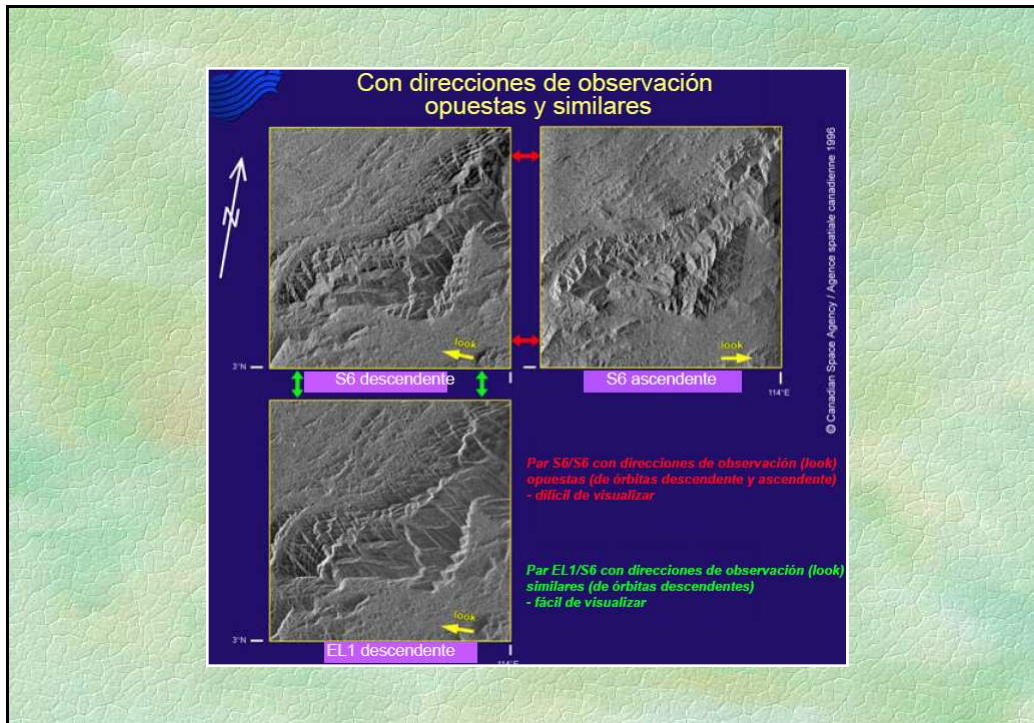 Con direcciones de observación
opuestas y similares
N
look
look
3°N
S6 descendente
S6 ascendente
114°E
© Canadian Space Agency / Agence spatiale canadienne 1996
Par S6/S6 con direcciones de observación (look)
opuestas (de órbitas descendente y ascendente)
- difícil de visualizar
Par EL1/S6 con direcciones de observación (look)
similares (de órbitas descendentes)
- fácil de visualizar
look
3°N
EL1 descendente
114°E